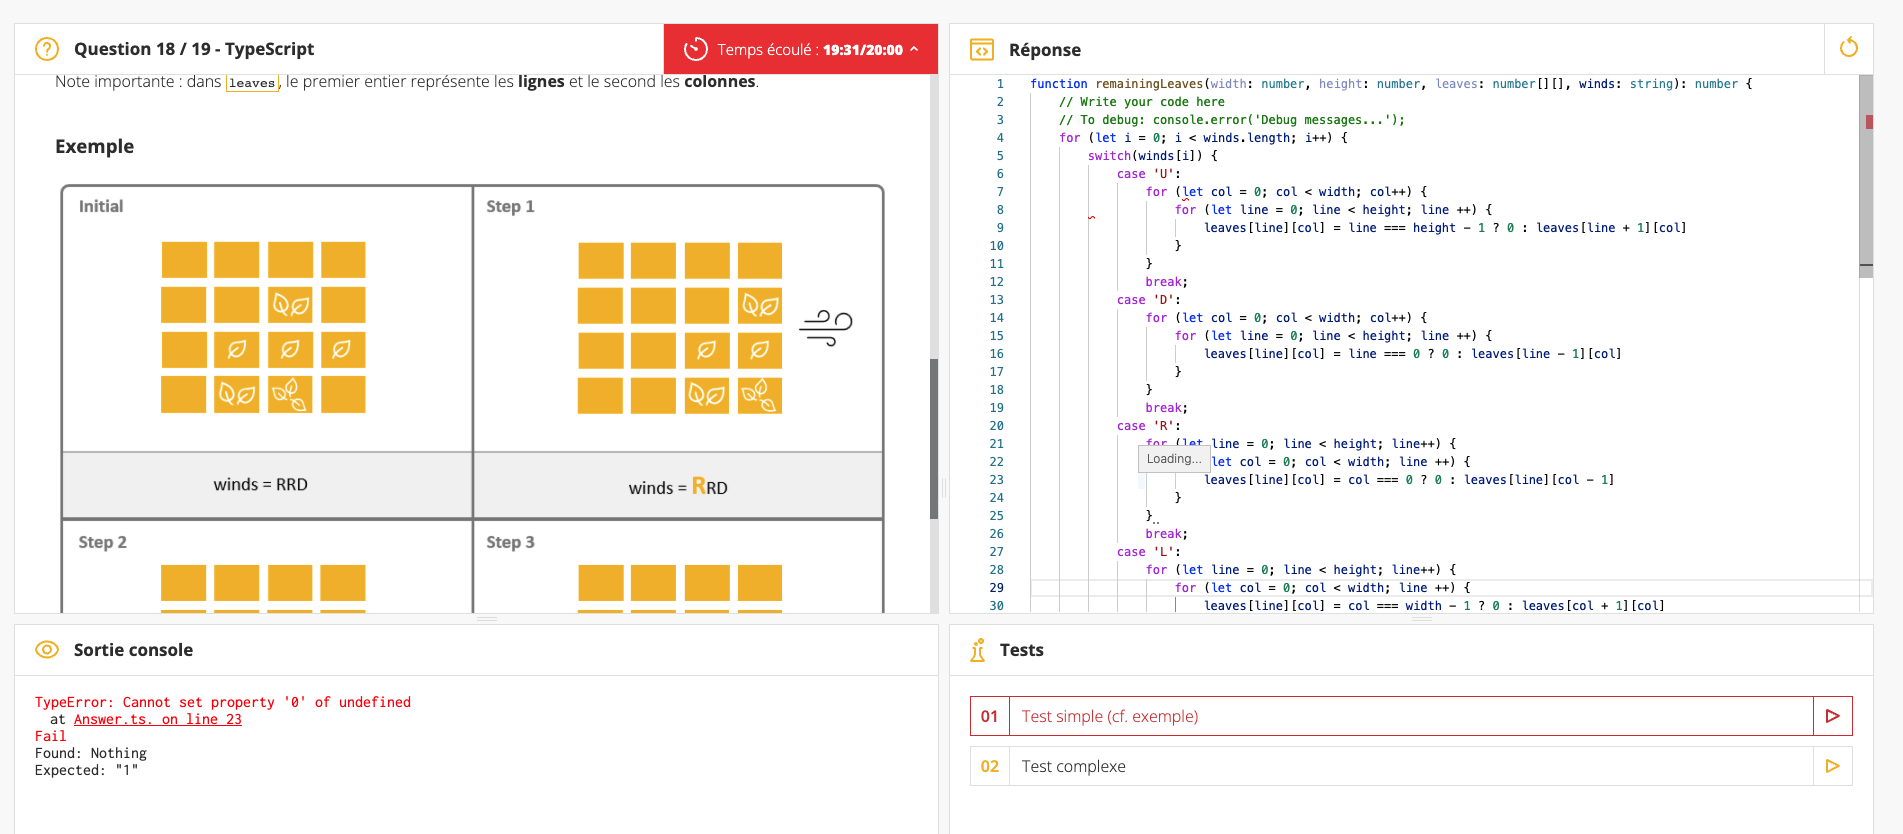 Question 18 / 19 - TypeScript
Temps écoulé : 19:31/20:00
Note importante : dans leaves, le premier entier représente les lignes et le second les colonnes.
Exemple
Initial
Step 1
winds = RRD
winds = RRD
Step 2
Step 3
Réponse
1 function remainingLeaves(width: number, height: number, leaves: number[][], winds: string): number {
2 // Write your code here
3 // To debug: console.error('Debug messages...');
4 for (let i = 0; i < winds.length; i++) {
5 switch(winds[i]) {
6 case 'U':
7 for (let col = 0; col < width; col++) {
8 for (let line = 0; line < height; line ++) {
9 leaves[line][col] = line === height - 1 ? 0 : leaves[line + 1][col]
10 }
11 }
12 break;
13 case 'D':
14 for (let col = 0; col < width; col++) {
15 for (let line = 0; line < height; line ++) {
16 leaves[line][col] = line === 0 ? 0 : leaves[line - 1][col]
17 }
18 }
19 break;
20 case 'R':
21 for (let line = 0; line < height; line++) {
Loading...
22 let col = 0; col < width; line ++) {
23 leaves[line][col] = col === 0 ? 0 : leaves[line][col - 1]
24 }
25 }
26 break;
27 case 'L':
28 for (let line = 0; line < height; line++) {
29 for (let col = 0; col < width; line ++) {
30 leaves[line][col] = col === width - 1 ? 0 : leaves[col + 1][col]
Sortie console
TypeError: Cannot set property '0' of undefined
at Answer.ts. on line 23
Fail
Found: Nothing
Expected: "1"
Tests
01 Test simple (cf. exemple)
02 Test complexe